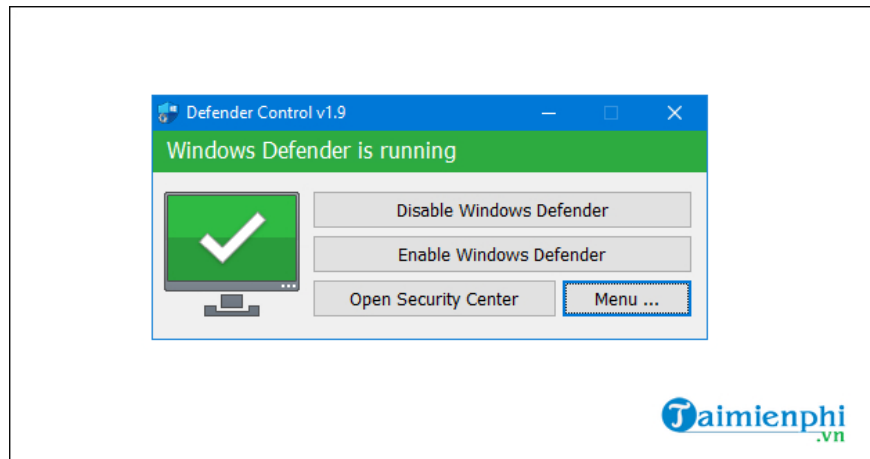 Defender Control v1.9
Windows Defender is running
Disable Windows Defender
Enable Windows Defender
Open Security Center
Menu ...
Taimienphi
.vn